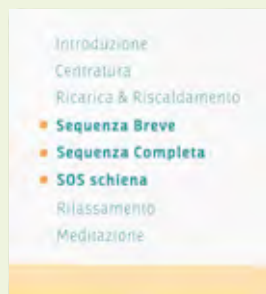 Introduzione
Centratura
Ricarica & Riscaldamento
Sequenza Breve
Sequenza Completa
SOS schiena
Rilassamento
Meditazione